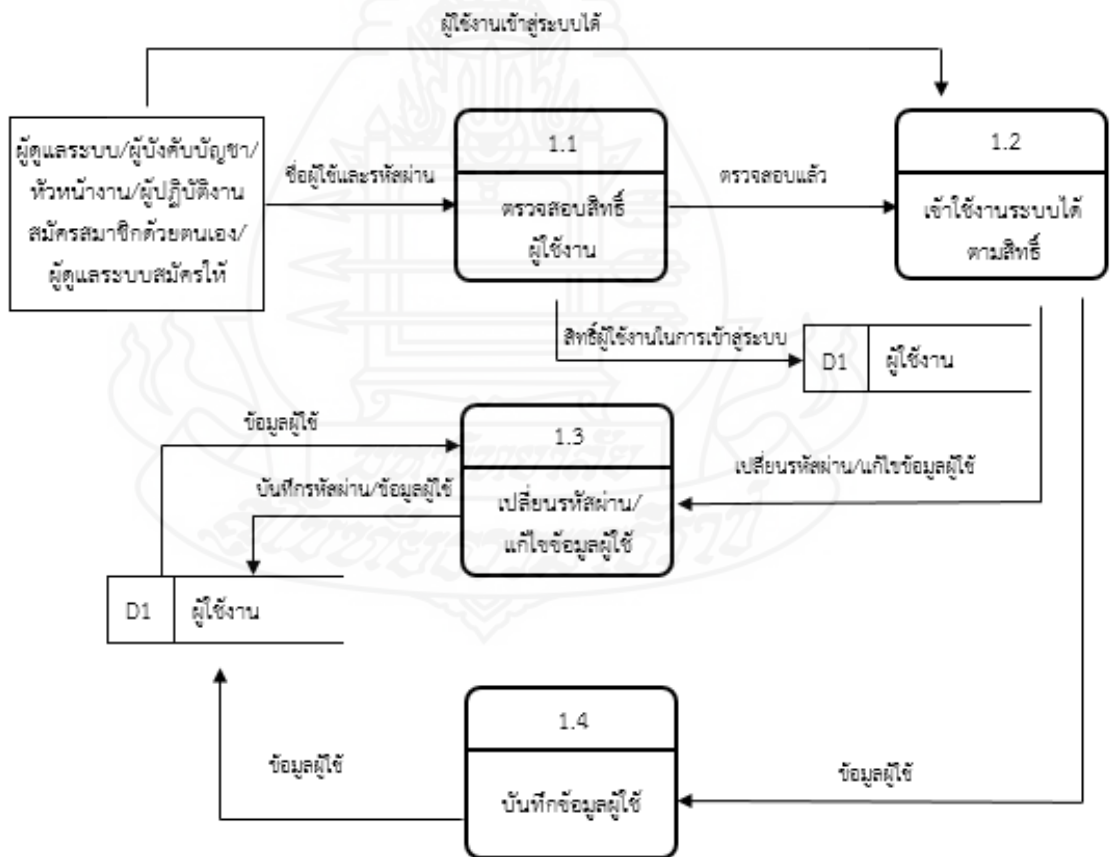 ผู้ใช้งานเข้าสู่ระบบได้
ผู้ดูแลระบบ/ผู้บังคับบัญชา/
หัวหน้างาน/ผู้ปฏิบัติงาน
สมัครสมาชิกด้วยตนเอง/
ผู้ดูแลระบบสมัครให้
ชื่อผู้ใช้และรหัสผ่าน
1.1
ตรวจสอบสิทธิ์
ผู้ใช้งาน
ตรวจสอบแล้ว
1.2
เข้าใช้งานระบบได้
ตามสิทธิ์
สิทธิ์ผู้ใช้งานในการเข้าสู่ระบบ
D1
ผู้ใช้งาน
ข้อมูลผู้ใช้
บันทึกรหัสผ่าน/ข้อมูลผู้ใช้
1.3
เปลี่ยนรหัสผ่าน/
แก้ไขข้อมูลผู้ใช้
เปลี่ยนรหัสผ่าน/แก้ไขข้อมูลผู้ใช้
D1
ผู้ใช้งาน
ข้อมูลผู้ใช้
1.4
บันทึกข้อมูลผู้ใช้
ข้อมูลผู้ใช้